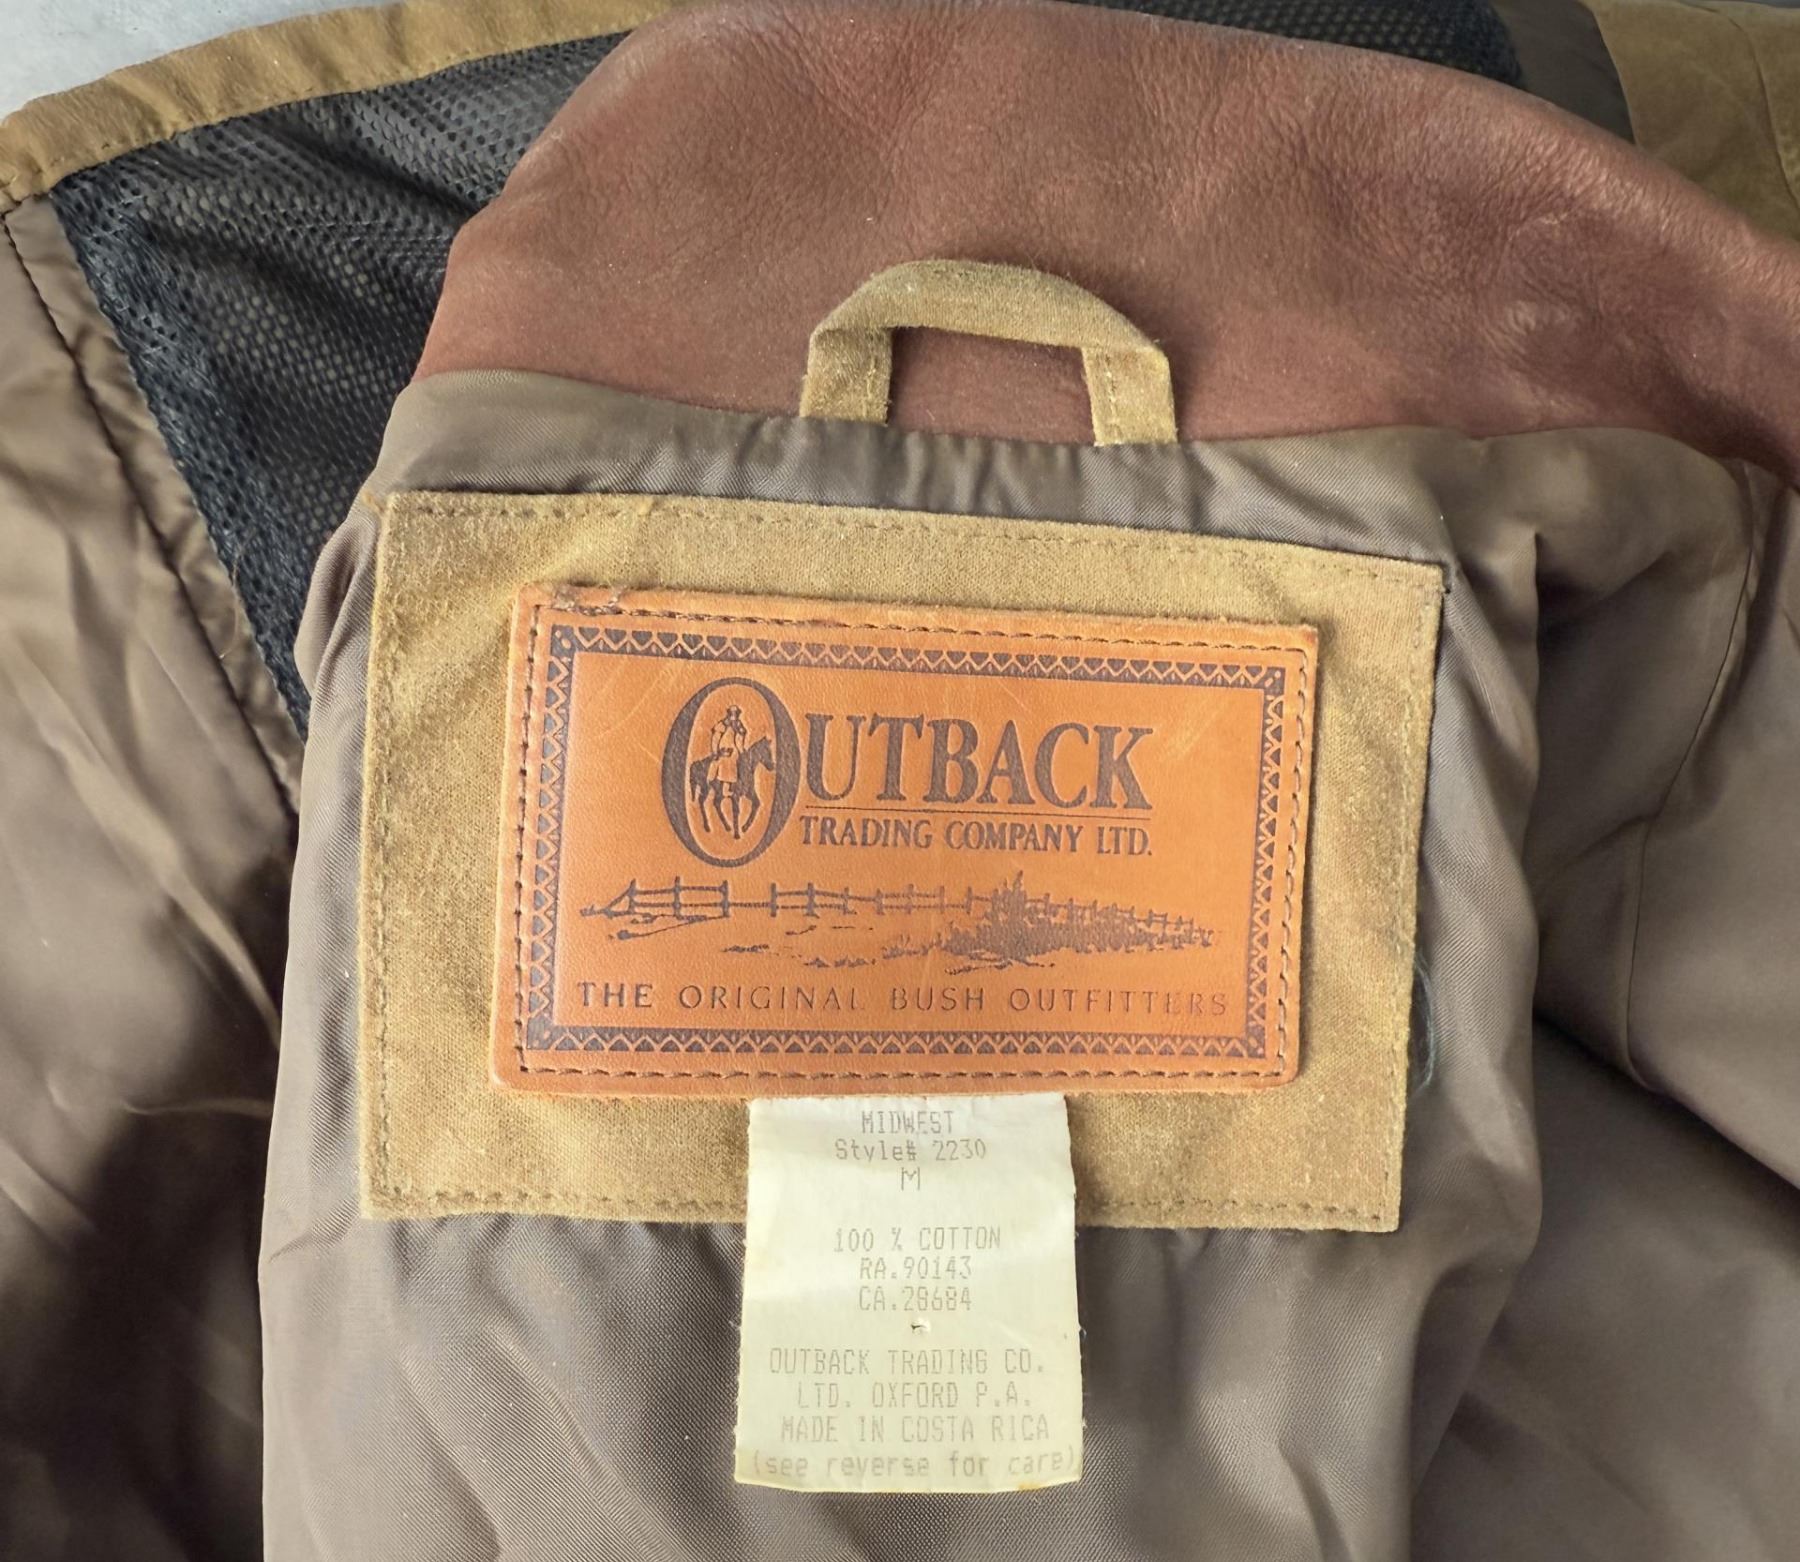 OUTBACK
TRADING COMPANY LTD.
THE ORIGINAL BUSH OUTFITTERS
MIDWEST
Style# 2230
M
100 % COTTON
RA.90143
CA.28684
OUTBACK TRADING CO.
LTD. OXFORD P.A.
MADE IN COSTA RICA
(see reverse for care)